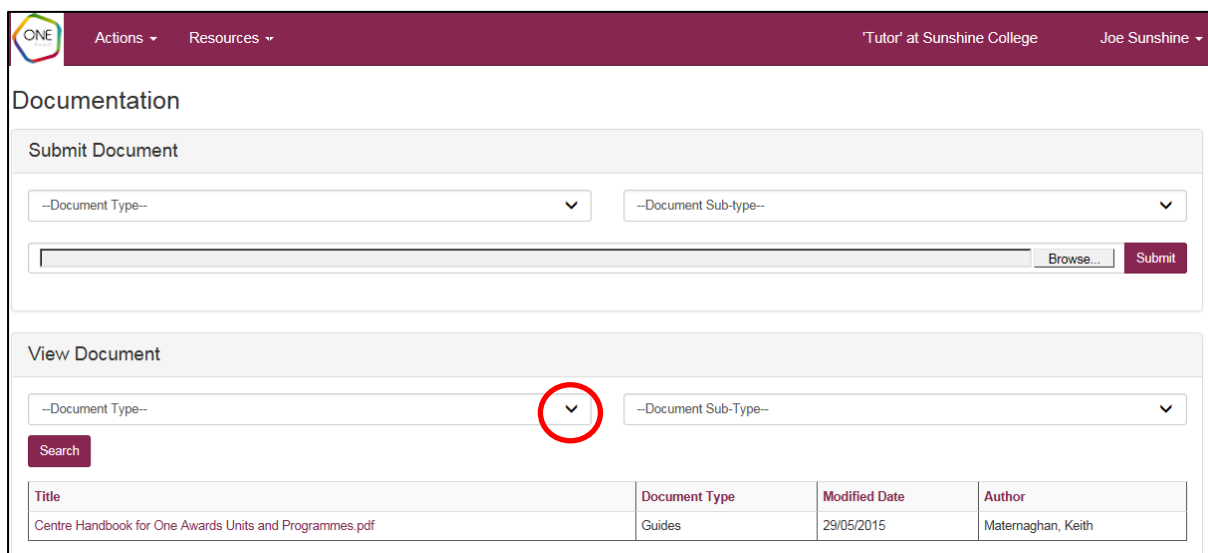 ONE
Awards
Actions Resources 'Tutor' at Sunshine College Joe Sunshine
Documentation
Submit Document
--Document Type-- --Document Sub-type--
Browse... Submit
View Document
--Document Type-- --Document Sub-Type--
Search
Title Document Type Modified Date Author
Centre Handbook for One Awards Units and Programmes.pdf Guides 29/05/2015 Maternaghan, Keith